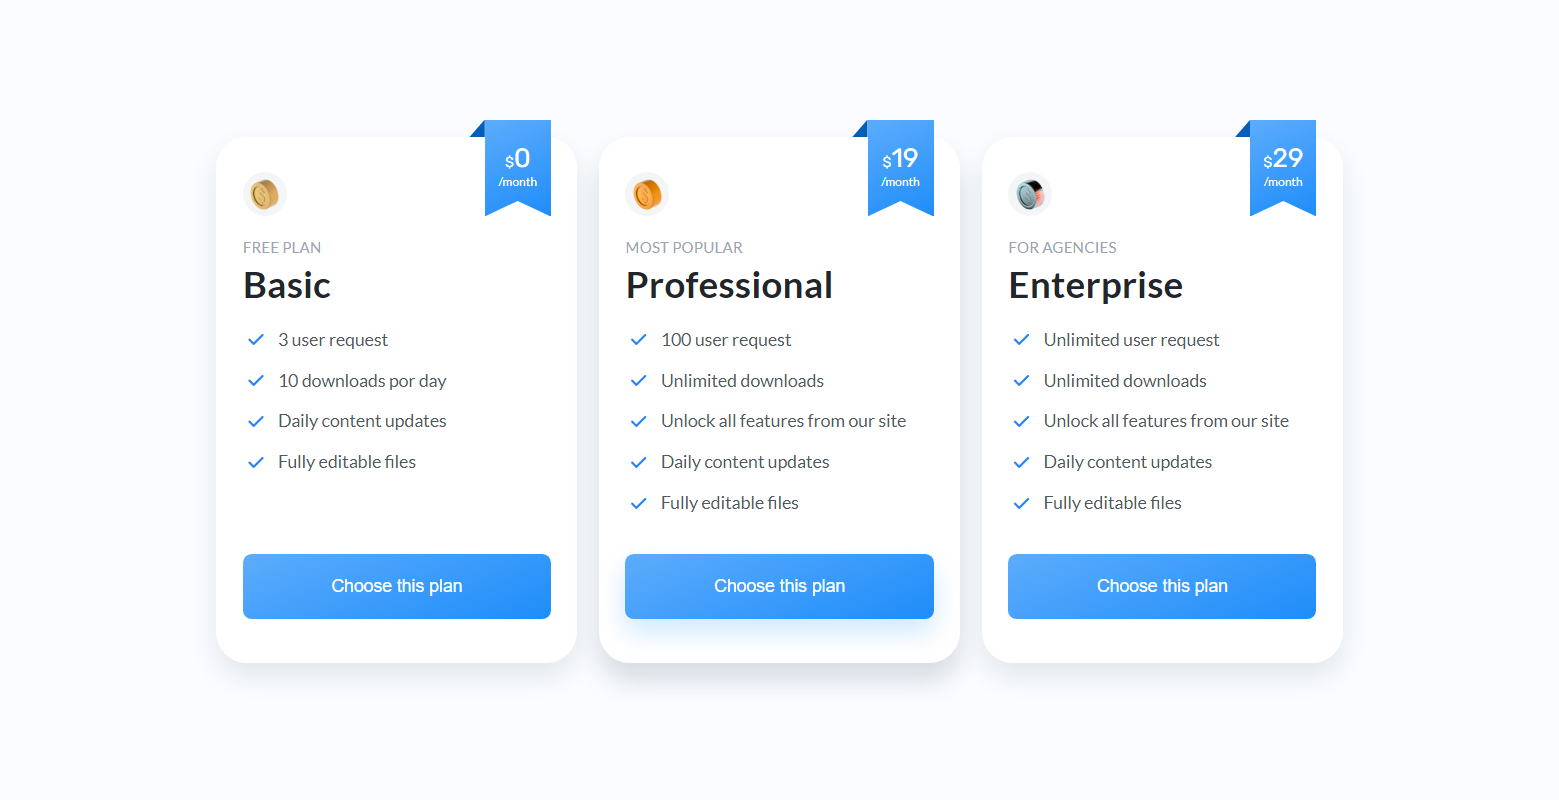 $0
/month
FREE PLAN
Basic
3 user request
10 downloads por day
Daily content updates
Fully editable files
Choose this plan
$19
/month
MOST POPULAR
Professional
100 user request
Unlimited downloads
Unlock all features from our site
Daily content updates
Fully editable files
Choose this plan
$29
/month
FOR AGENCIES
Enterprise
Unlimited user request
Unlimited downloads
Unlock all features from our site
Daily content updates
Fully editable files
Choose this plan